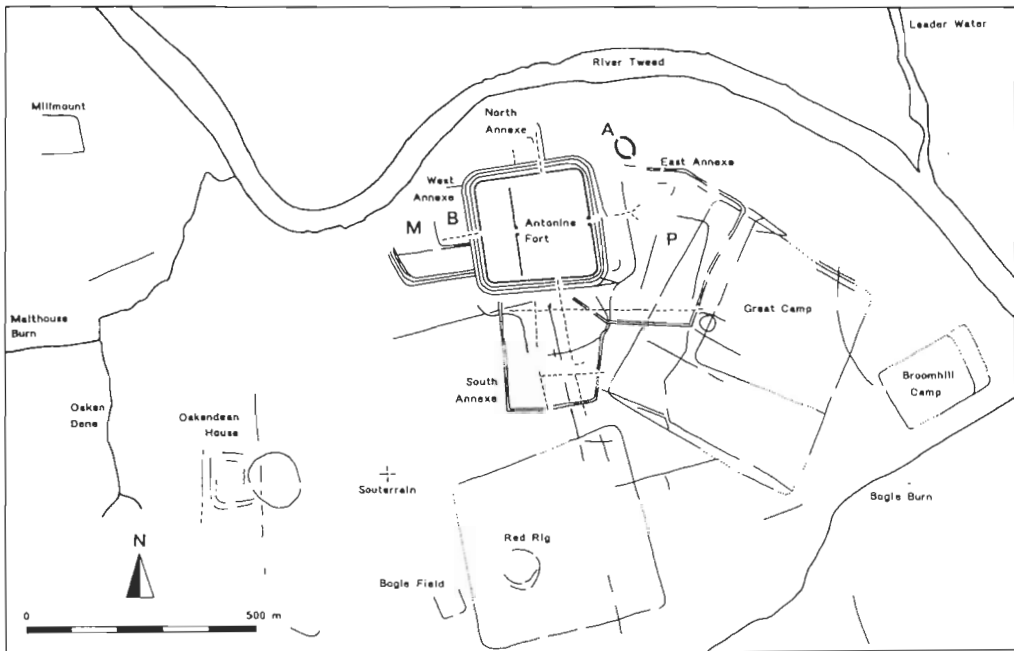 Leader Water
River Tweed
Millmount
North
Annexe
A
East Annexe
West
Annexe
M
B
Antonine
Fort
P
Great Camp
Malthouse
Burn
Broomhill
Camp
South
Annexe
Oaken
Dene
Oakendean
House
Souterrain
Bogle Burn
N
Red Rig
Bogle Field
0
500 m